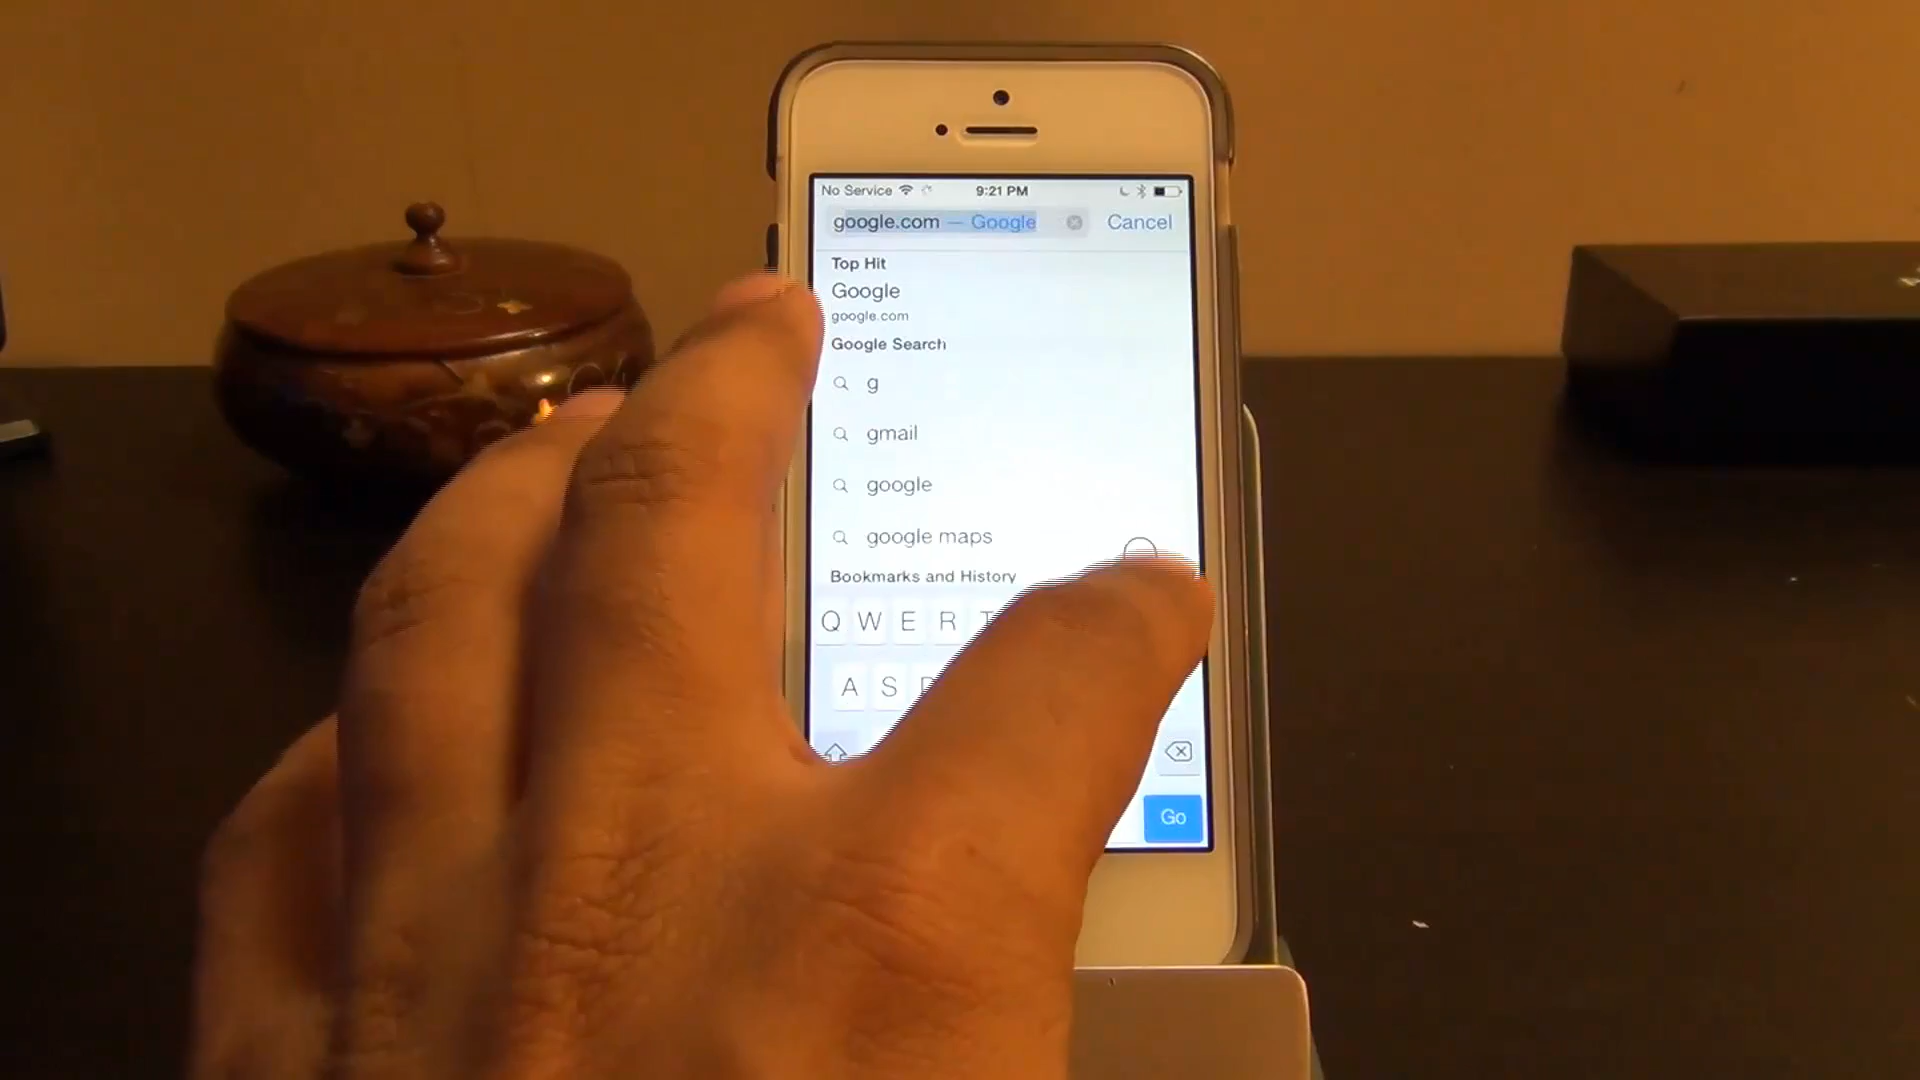 No Service 9:21 PM
google.com — Google Cancel
Top Hit
Google
google.com
Google Search
g
gmail
google
google maps
Bookmarks and History
Q W E R
A S
Go